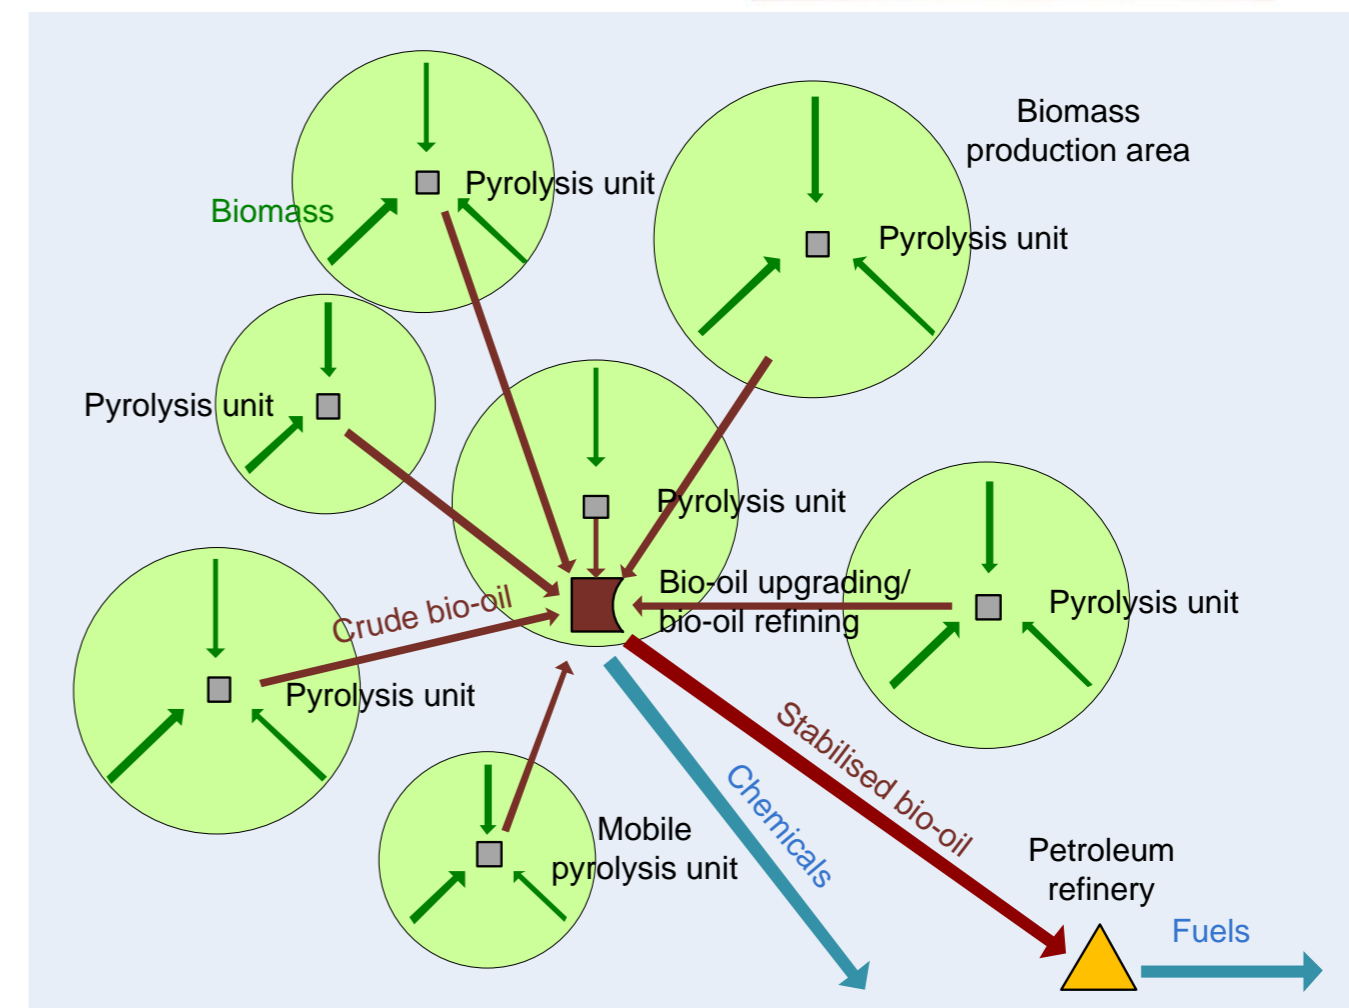 Biomass
production area
Pyrolysis unit
Biomass
Pyrolysis unit
Pyrolysis unit
Pyrolysis unit
Bio-oil upgrading/
bio-oil refining
Pyrolysis unit
Crude bio-oil
Pyrolysis unit
Mobile
pyrolysis unit
Stabilised bio-oil
Chemicals
Petroleum
refinery
Fuels